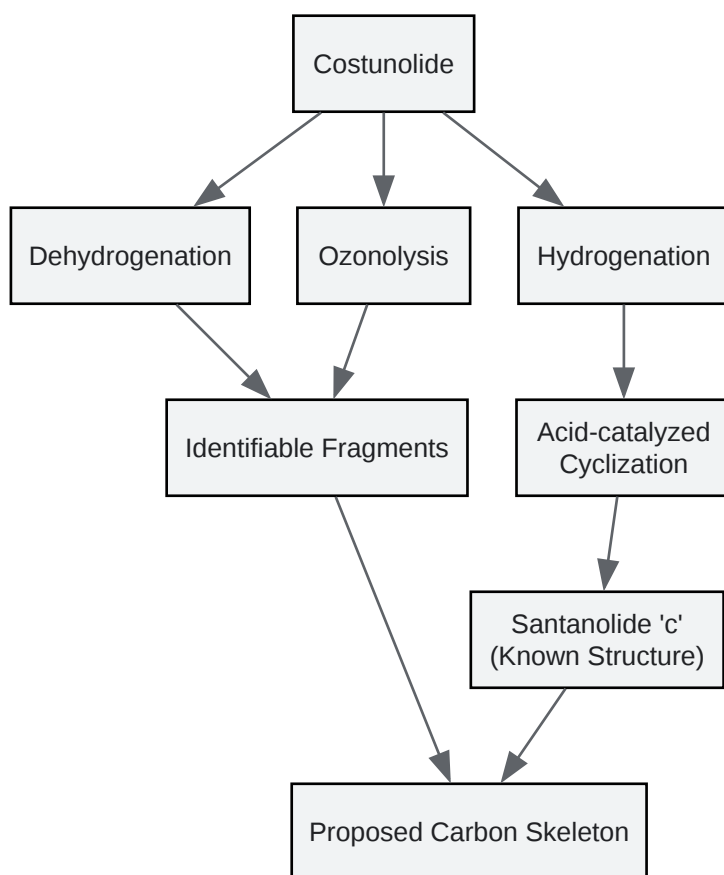 Costunolide
Dehydrogenation
Ozonolysis
Hydrogenation
Identifiable Fragments
Acid-catalyzed
Cyclization
Santanolide 'c'
(Known Structure)
Proposed Carbon Skeleton